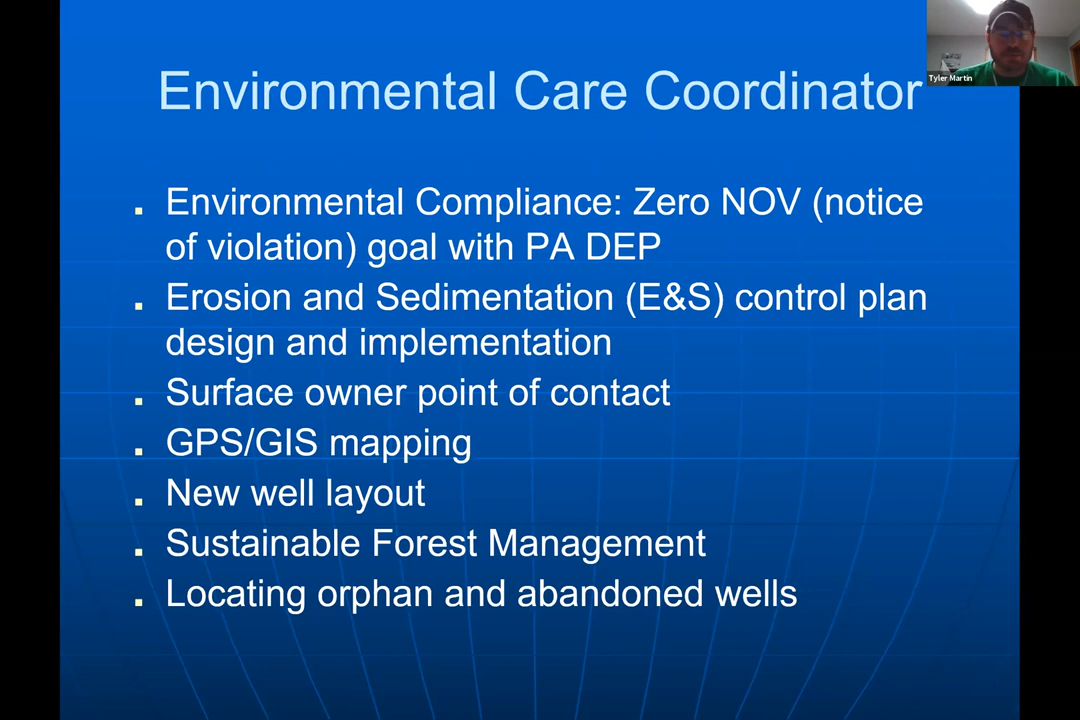 Environmental Care Coordinator
Tyler Martin
. Environmental Compliance: Zero NOV (notice
of violation) goal with PA DEP
. Erosion and Sedimentation (E&S) control plan
design and implementation
. Surface owner point of contact
. GPS/GIS mapping
. New well layout
. Sustainable Forest Management
. Locating orphan and abandoned wells